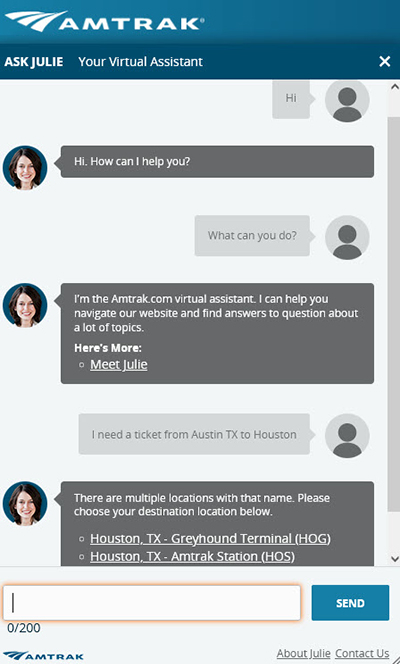 AMTRAK
ASK JULIE Your Virtual Assistant
Hi
Hi. How can I help you?
What can you do?
I'm the Amtrak.com virtual assistant. I can help you
navigate our website and find answers to question about
a lot of topics.
Here's More:
Meet Julie
I need a ticket from Austin TX to Houston
There are multiple locations with that name. Please
choose your destination location below.
Houston, TX - Greyhound Terminal (HOG)
Houston, TX - Amtrak Station (HOS)
SEND
0/200
AMTRAK About Julie Contact Us